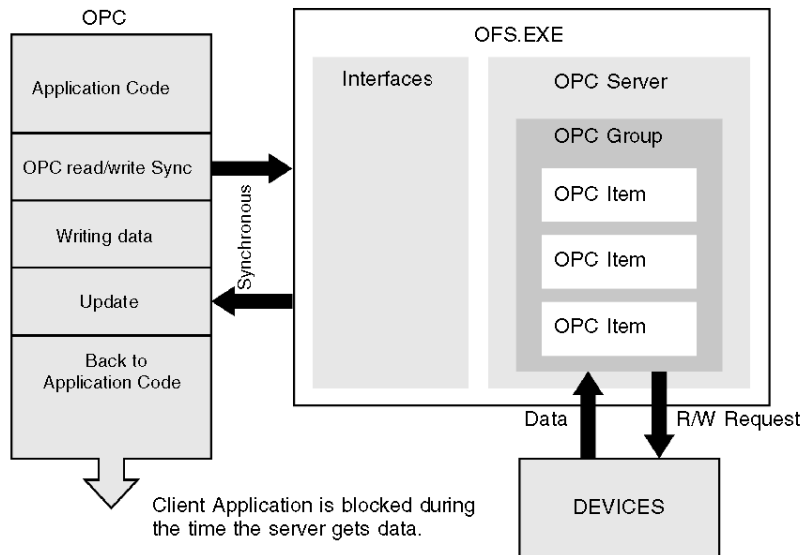 OPC
Application Code
OPC read/write Sync
Writing data
Update
Back to
Application Code
Synchronous
OFS.EXE
Interfaces
OPC Server
OPC Group
OPC Item
OPC Item
OPC Item
Data
R/W Request
DEVICES
Client Application is blocked during
the time the server gets data.